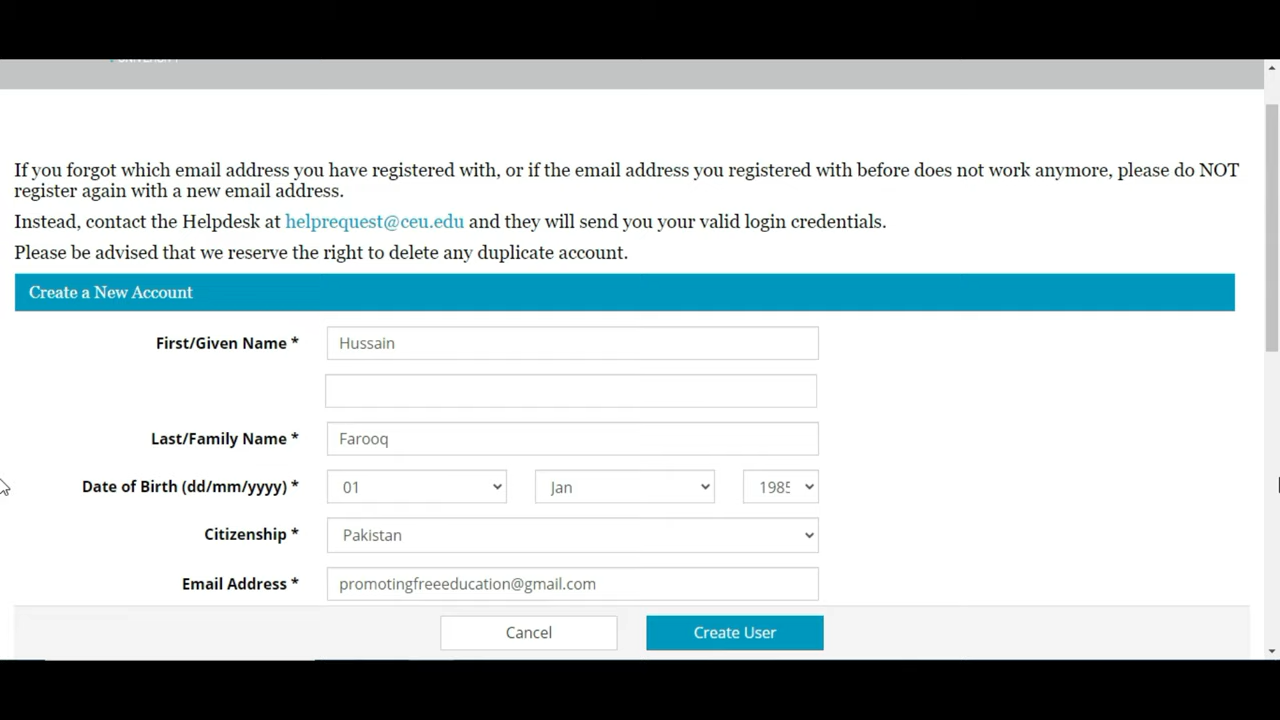 If you forgot which email address you have registered with, or if the email address you registered with before does not work anymore, please do NOT
register again with a new email address.
Instead, contact the Helpdesk at helprequest@ceu.edu and they will send you your valid login credentials.
Please be advised that we reserve the right to delete any duplicate account.
Create a New Account
First/Given Name * Hussain
Last/Family Name * Farooq
Date of Birth (dd/mm/yyyy) * 01 Jan 1985
Citizenship * Pakistan
Email Address * promotingfreeeducation@gmail.com
Cancel Create User